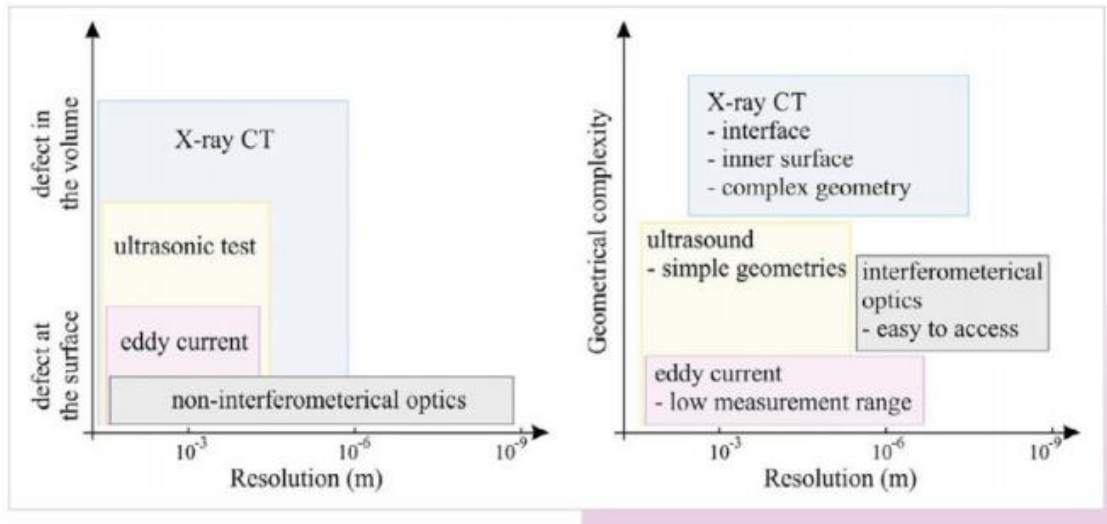 defect in
the volume
defect at
the surface
X-ray CT
ultrasonic test
eddy current
non-interferometerical optics
10-3
10-6
10-9
Resolution (m)
Geometrical complexity
X-ray CT
- interface
- inner surface
- complex geometry
ultrasound
- simple geometries
interferometerical
optics
- easy to access
eddy current
- low measurement range
10-3
10-6
10-9
Resolution (m)